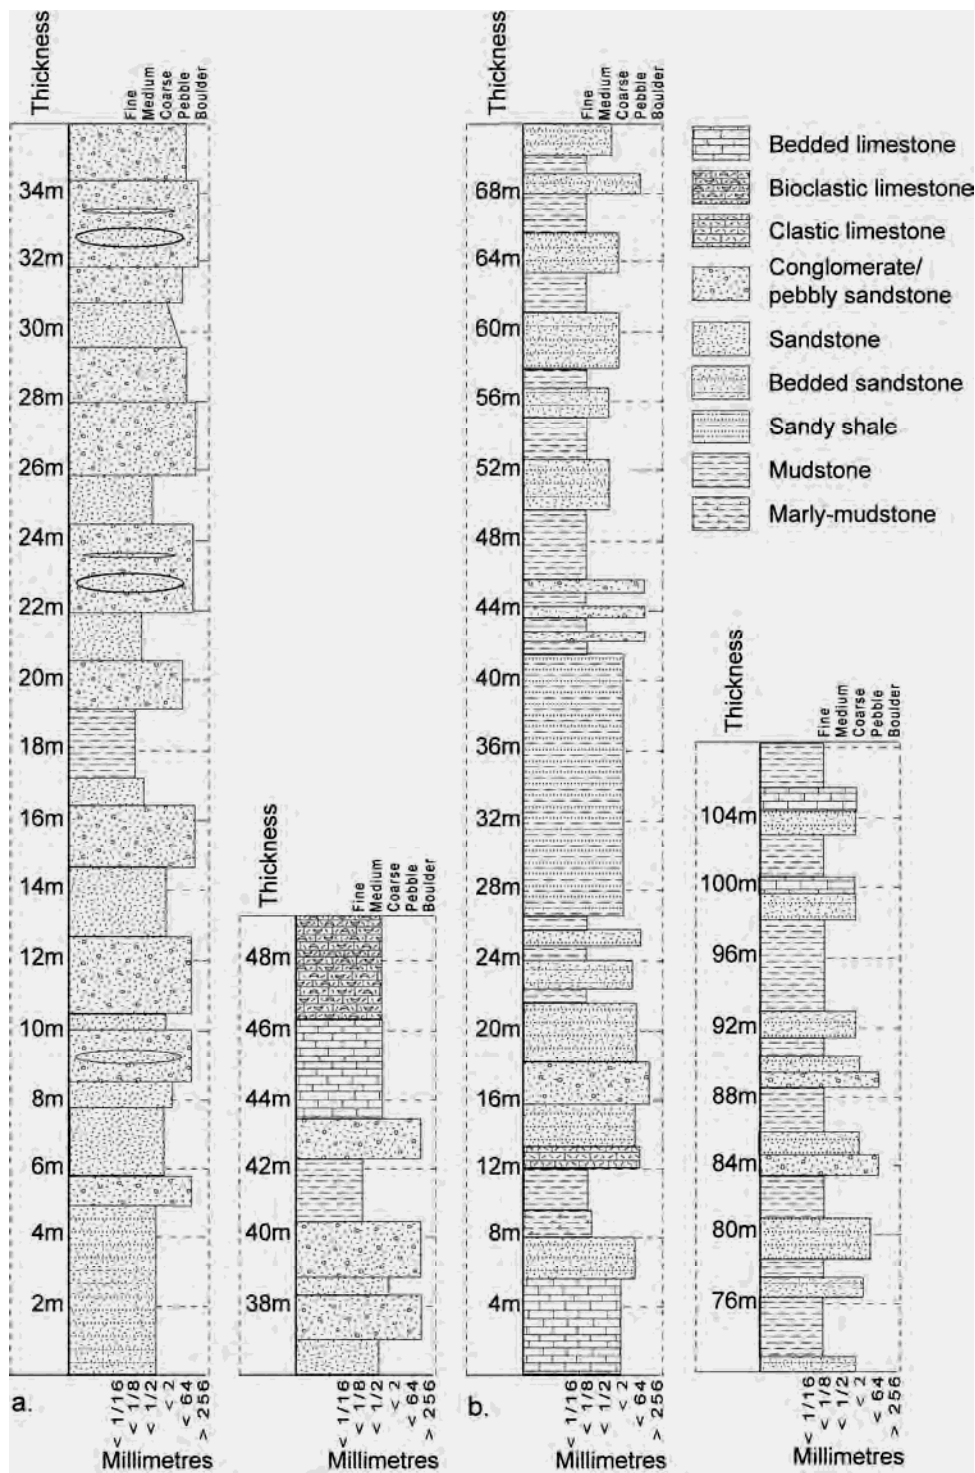 Thickness
Fine
Medium
Coarse
Pebble
Boulder
34m
32m
30m
28m
26m
24m
22m
20m
18m
16m
14m
12m
10m
8m
6m
4m
2m
a.
< 1/16
< 1/8
< 1/2
< 2
< 64
> 256
Millimetres
Thickness
Fine
Medium
Coarse
Pebble
Boulder
48m
46m
44m
42m
40m
38m
< 1/16
< 1/8
< 1/2
< 2
< 64
> 256
Millimetres
Thickness
Fine
Medium
Coarse
Pebble
Boulder
68m
64m
60m
56m
52m
48m
44m
40m
36m
32m
28m
24m
20m
16m
12m
8m
4m
b.
< 1/16
< 1/8
< 1/2
< 2
< 64
> 256
Millimetres
Bedded limestone
Bioclastic limestone
Clastic limestone
Conglomerate/
pebbly sandstone
Sandstone
Bedded sandstone
Sandy shale
Mudstone
Marly-mudstone
Thickness
Fine
Medium
Coarse
Pebble
Boulder
104m
100m
96m
92m
88m
84m
80m
76m
< 1/16
< 1/8
< 1/2
< 2
< 64
> 256
Millimetres